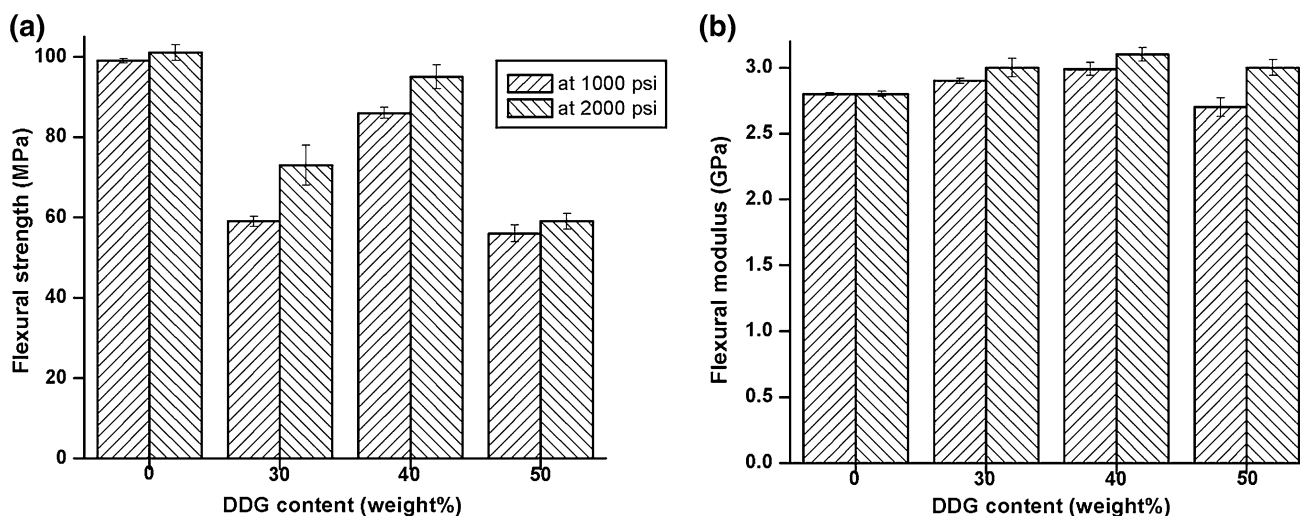 (a)
100
80
60
40
20
0
Flexural strength (MPa)
at 1000 psi
at 2000 psi
0 30 40 50
DDG content (weight%)
(b)
3.0
2.5
2.0
1.5
1.0
0.5
0.0
Flexural modulus (GPa)
0 30 40 50
DDG content (weight%)